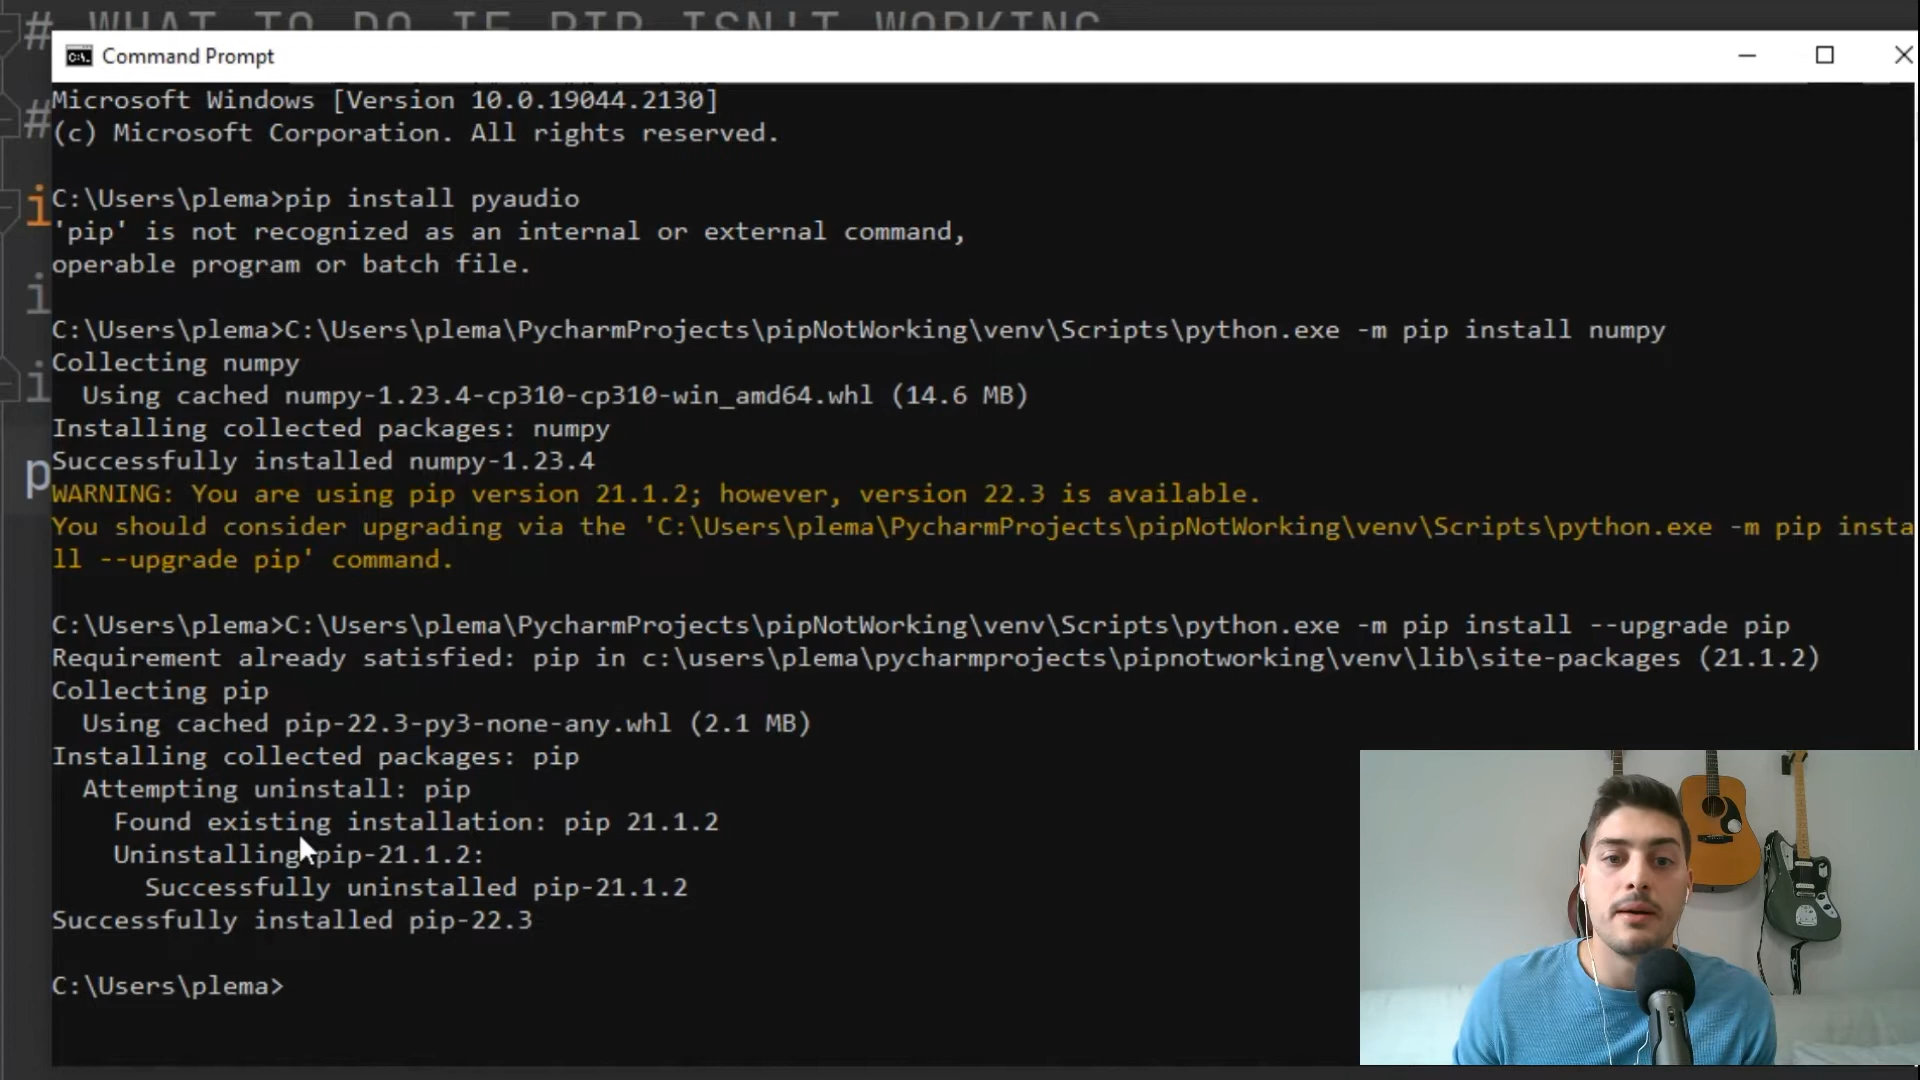 # WHAT TO DO IF PIP ISN'T WORKING
Command Prompt
Microsoft Windows [Version 10.0.19044.2130]
#
(c) Microsoft Corporation. All rights reserved.
i
C:\Users\plema>pip install pyaudio
'pip' is not recognized as an internal or external command,
operable program or batch file.
i
C:\Users\plema>C:\Users\plema\PycharmProjects\pipNotWorking\venv\Scripts\python.exe -m pip install numpy
Collecting numpy
i
Using cached numpy-1.23.4-cp310-cp310-win_amd64.whl (14.6 MB)
Installing collected packages: numpy
p
Successfully installed numpy-1.23.4
WARNING: You are using pip version 21.1.2; however, version 22.3 is available.
You should consider upgrading via the 'C:\Users\plema\PycharmProjects\pipNotWorking\venv\Scripts\python.exe -m pip insta
ll --upgrade pip' command.
C:\Users\plema>C:\Users\plema\PycharmProjects\pipNotWorking\venv\Scripts\python.exe -m pip install --upgrade pip
Requirement already satisfied: pip in c:\users\plema\pycharmprojects\pipnotworking\venv\lib\site-packages (21.1.2)
Collecting pip
Using cached pip-22.3-py3-none-any.whl (2.1 MB)
Installing collected packages: pip
Attempting uninstall: pip
Found existing installation: pip 21.1.2
Uninstalling pip-21.1.2:
Successfully uninstalled pip-21.1.2
Successfully installed pip-22.3
C:\Users\plema>